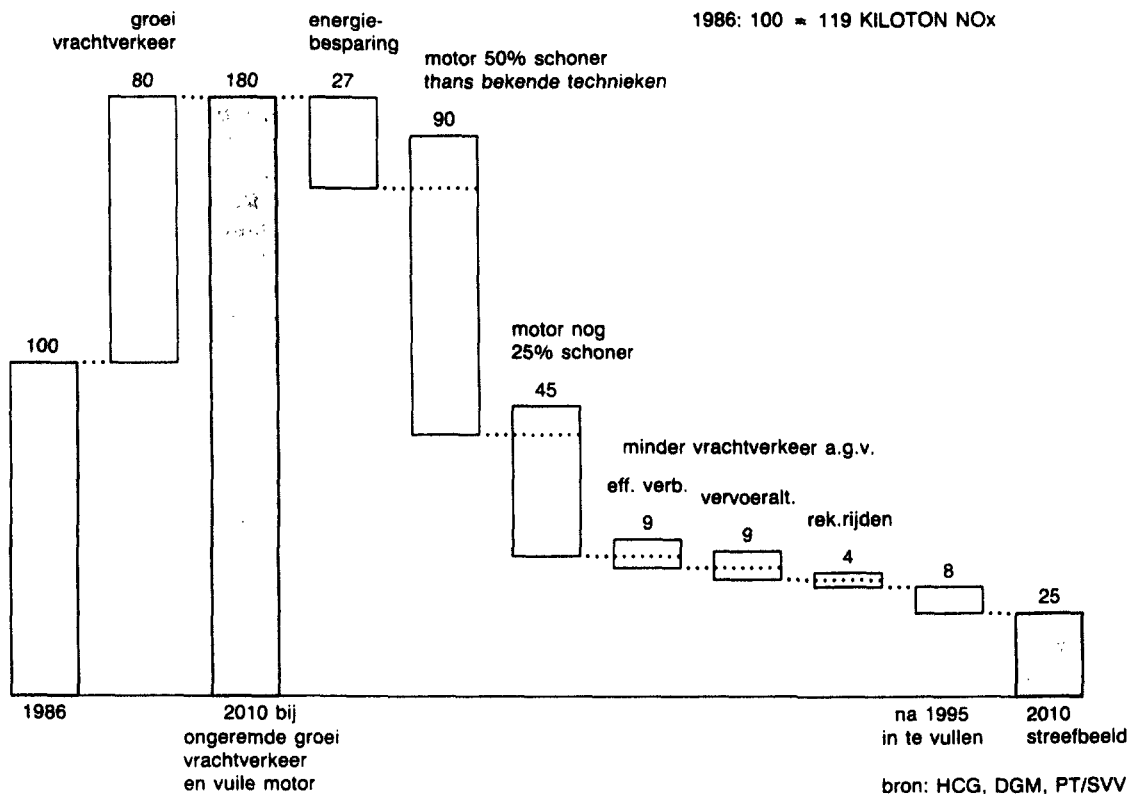 1986: 100 = 119 KILOTON NOx
groei
vrachtverkeer
80
180
energie-
besparing
27
motor 50% schoner
thans bekende technieken
90
100
motor nog
25% schoner
45
minder vrachtverkeer a.g.v.
eff. verb.
9
vervoeralt.
9
rek.rijden
4
8
25
1986
2010 bij
ongeremde groei
vrachtverkeer
en vuile motor
na 1995
in te vullen
2010
streefbeeld
bron: HCG, DGM, PT/SVV